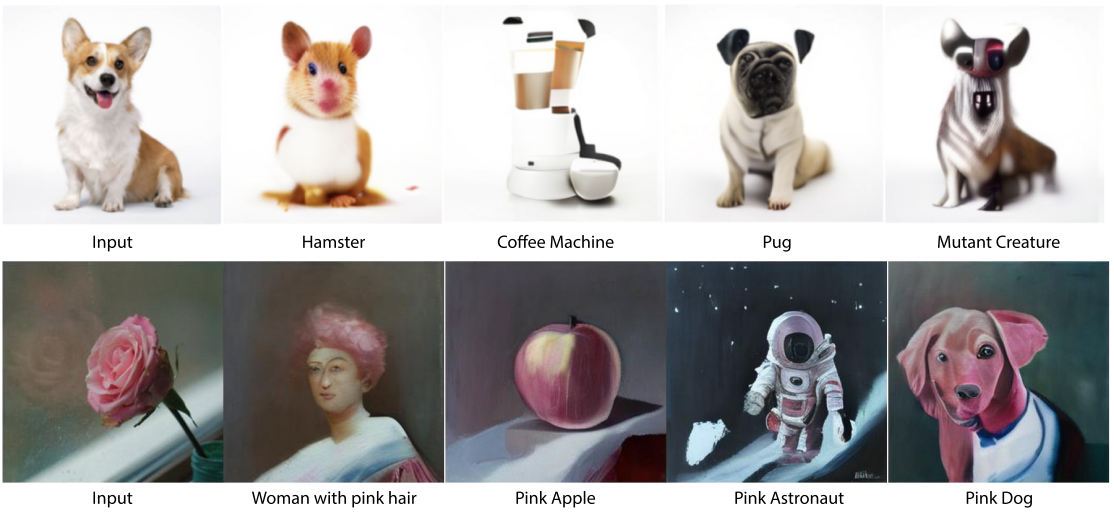 Input
Hamster
Coffee Machine
Pug
Mutant Creature
Input
Woman with pink hair
Pink Apple
Pink Astronaut
Pink Dog